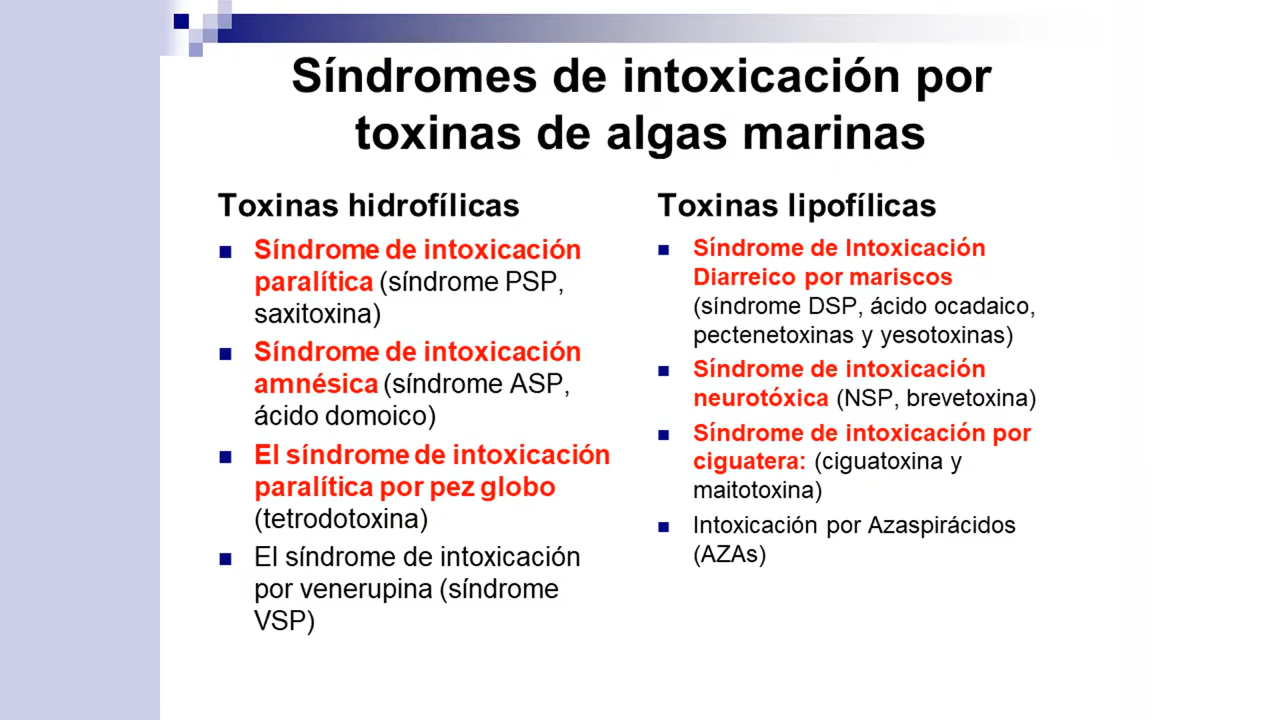 Síndromes de intoxicación por
toxinas de algas marinas
Toxinas hidrofílicas
Síndrome de intoxicación
paralítica (síndrome PSP,
saxitoxina)
Síndrome de intoxicación
amnésica (síndrome ASP,
ácido domoico)
El síndrome de intoxicación
paralítica por pez globo
(tetrodotoxina)
El síndrome de intoxicación
por venerupina (síndrome
VSP)
Toxinas lipofílicas
Síndrome de Intoxicación
Diarreico por mariscos
(síndrome DSP, ácido ocadaico,
pectenetoxinas y yesotoxinas)
Síndrome de intoxicación
neurotóxica (NSP, brevetoxina)
Síndrome de intoxicación por
ciguatera: (ciguatoxina y
maitotoxina)
Intoxicación por Azaspirácidos
(AZAs)